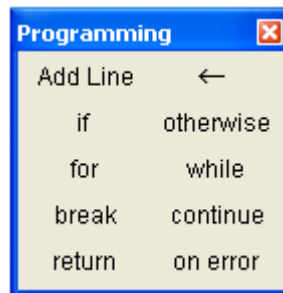 Programming
Add Line ←
if otherwise
for while
break continue
return on error